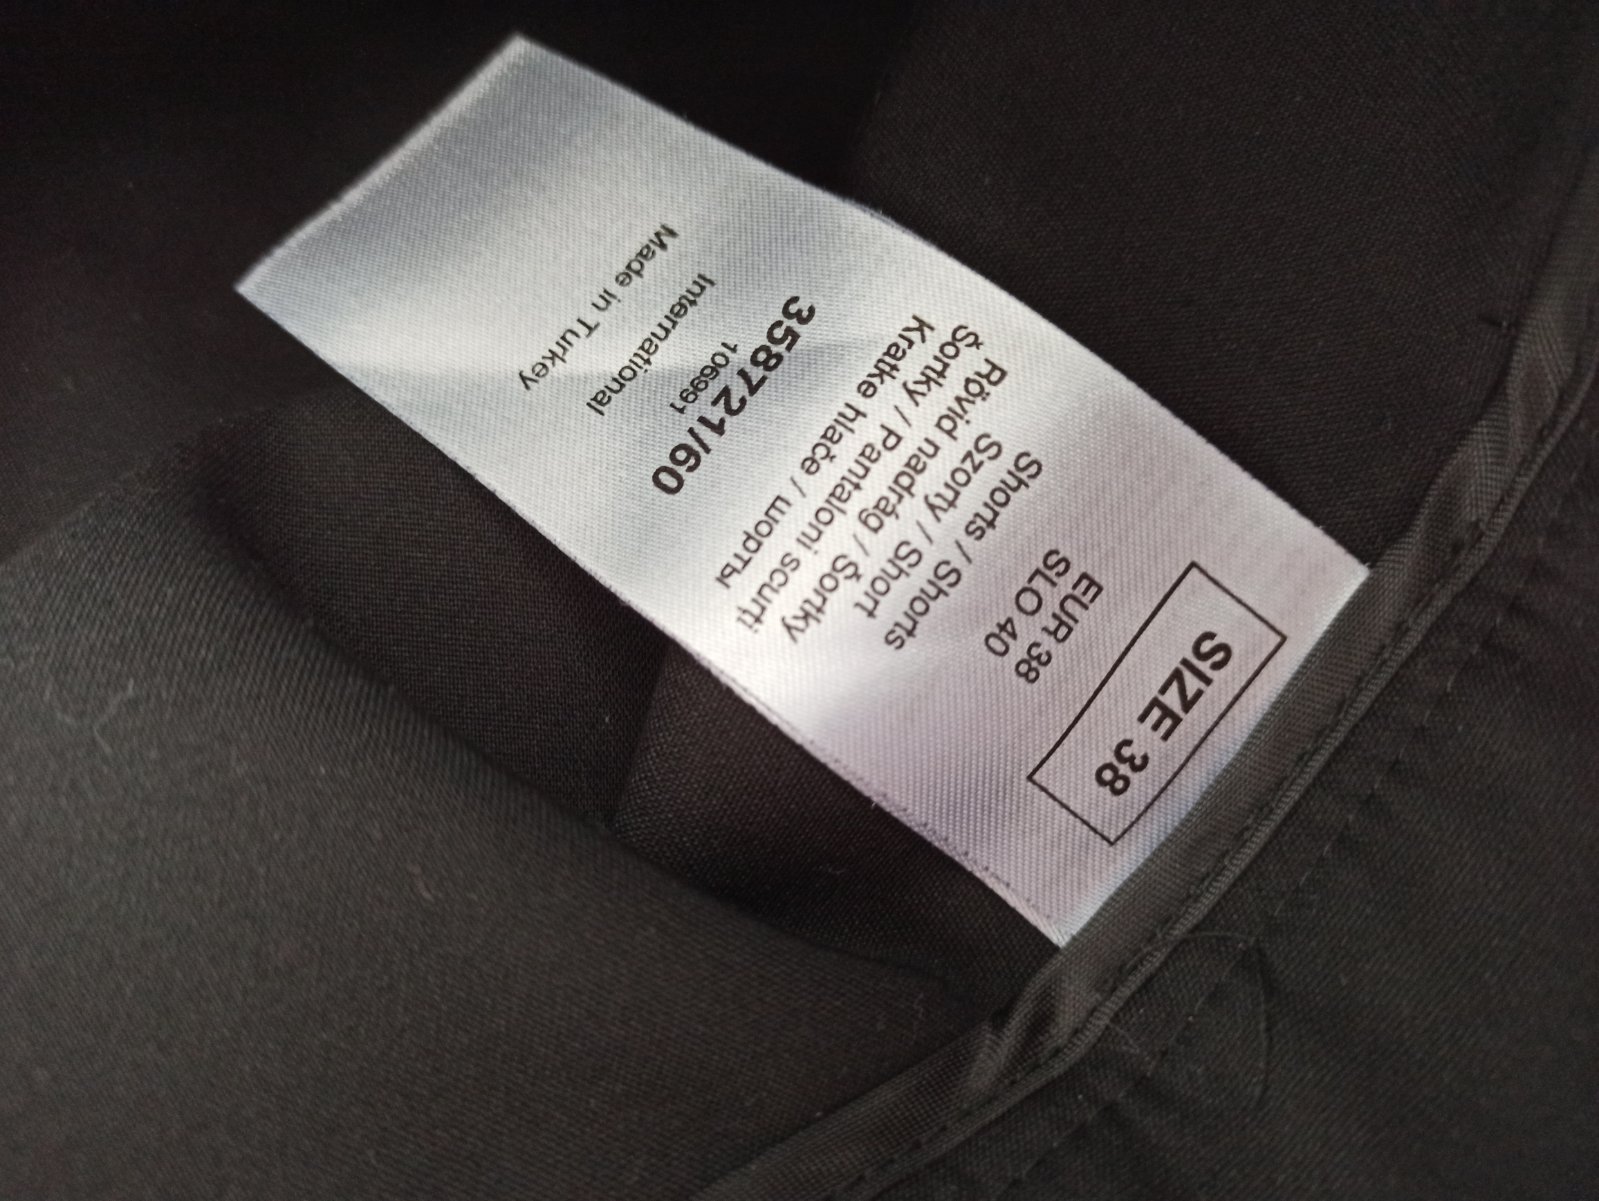 SIZE 38
EUR 38
SLO 40
Shorts / Shorts
Szorty / Short
Rövid nadrág / Šortky
Šortky / Pantaloni scurți
Kratke hlače / шорты
358721/60
106991
International
Made in Turkey